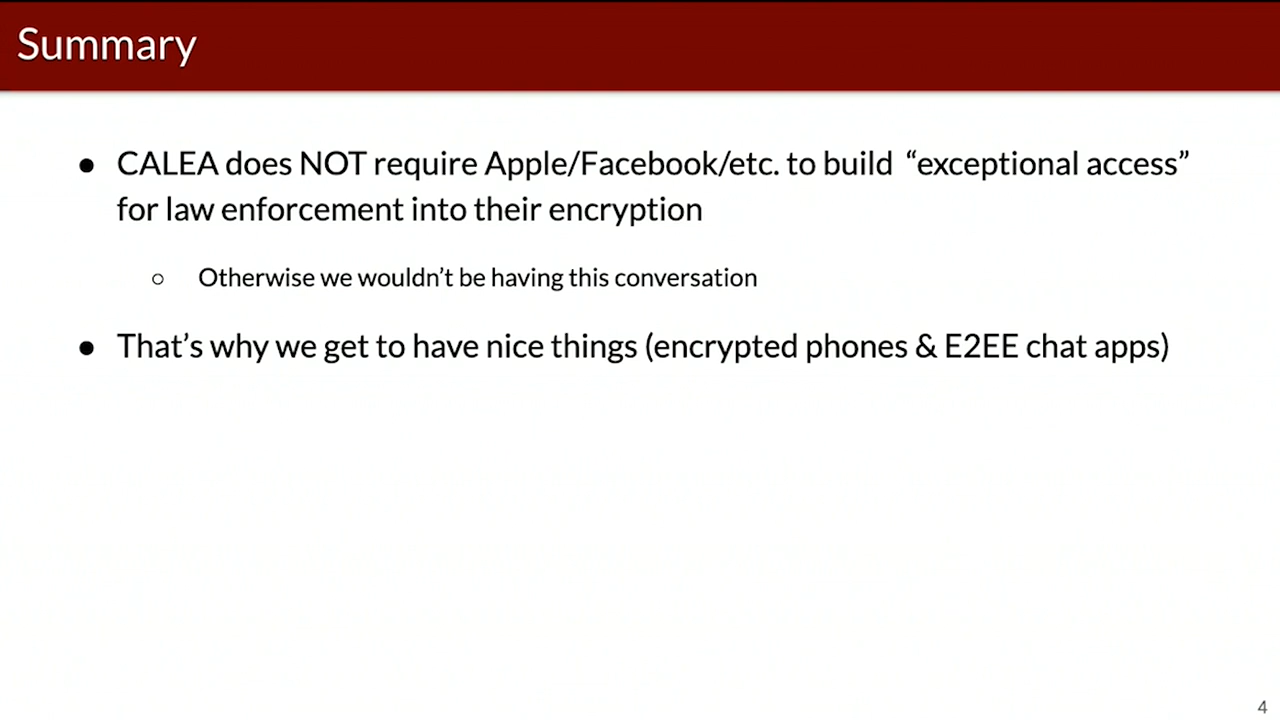 Summary
● CALEA does NOT require Apple/Facebook/etc. to build “exceptional access”
for law enforcement into their encryption
○ Otherwise we wouldn’t be having this conversation
● That’s why we get to have nice things (encrypted phones & E2EE chat apps)
4